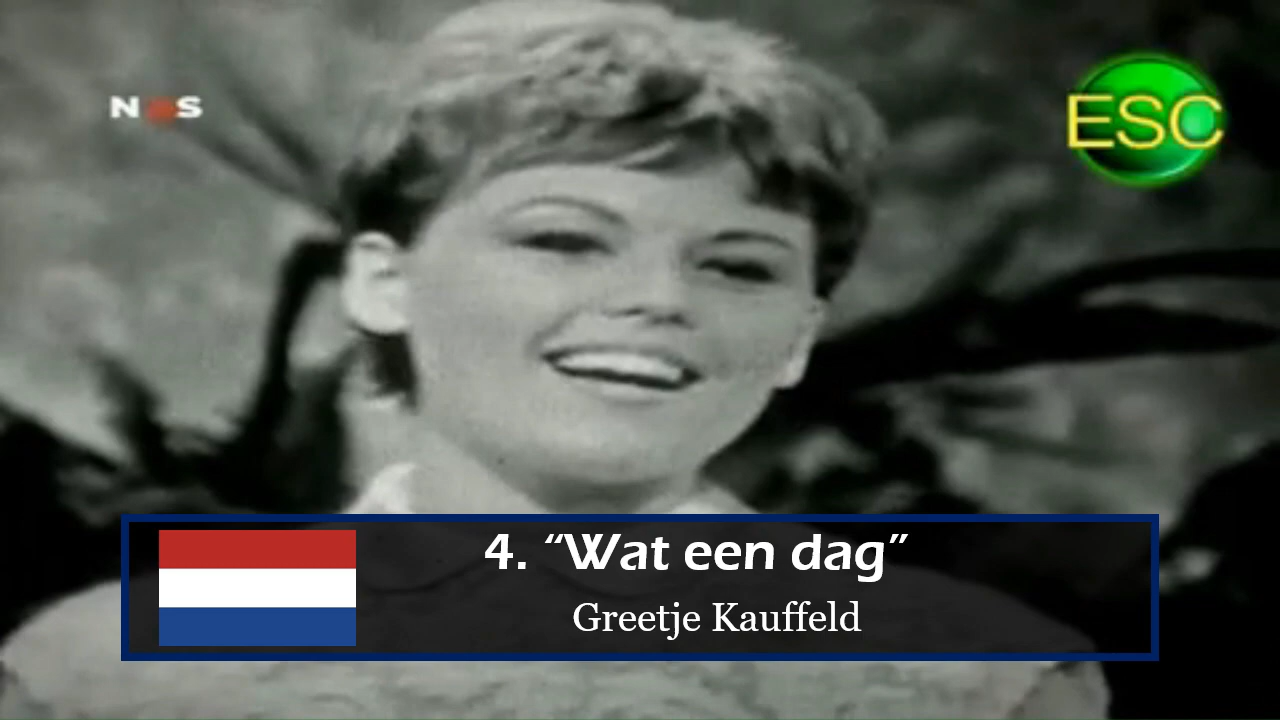 NOS
ESC
4. “Wat een dag”
Greetje Kauffeld